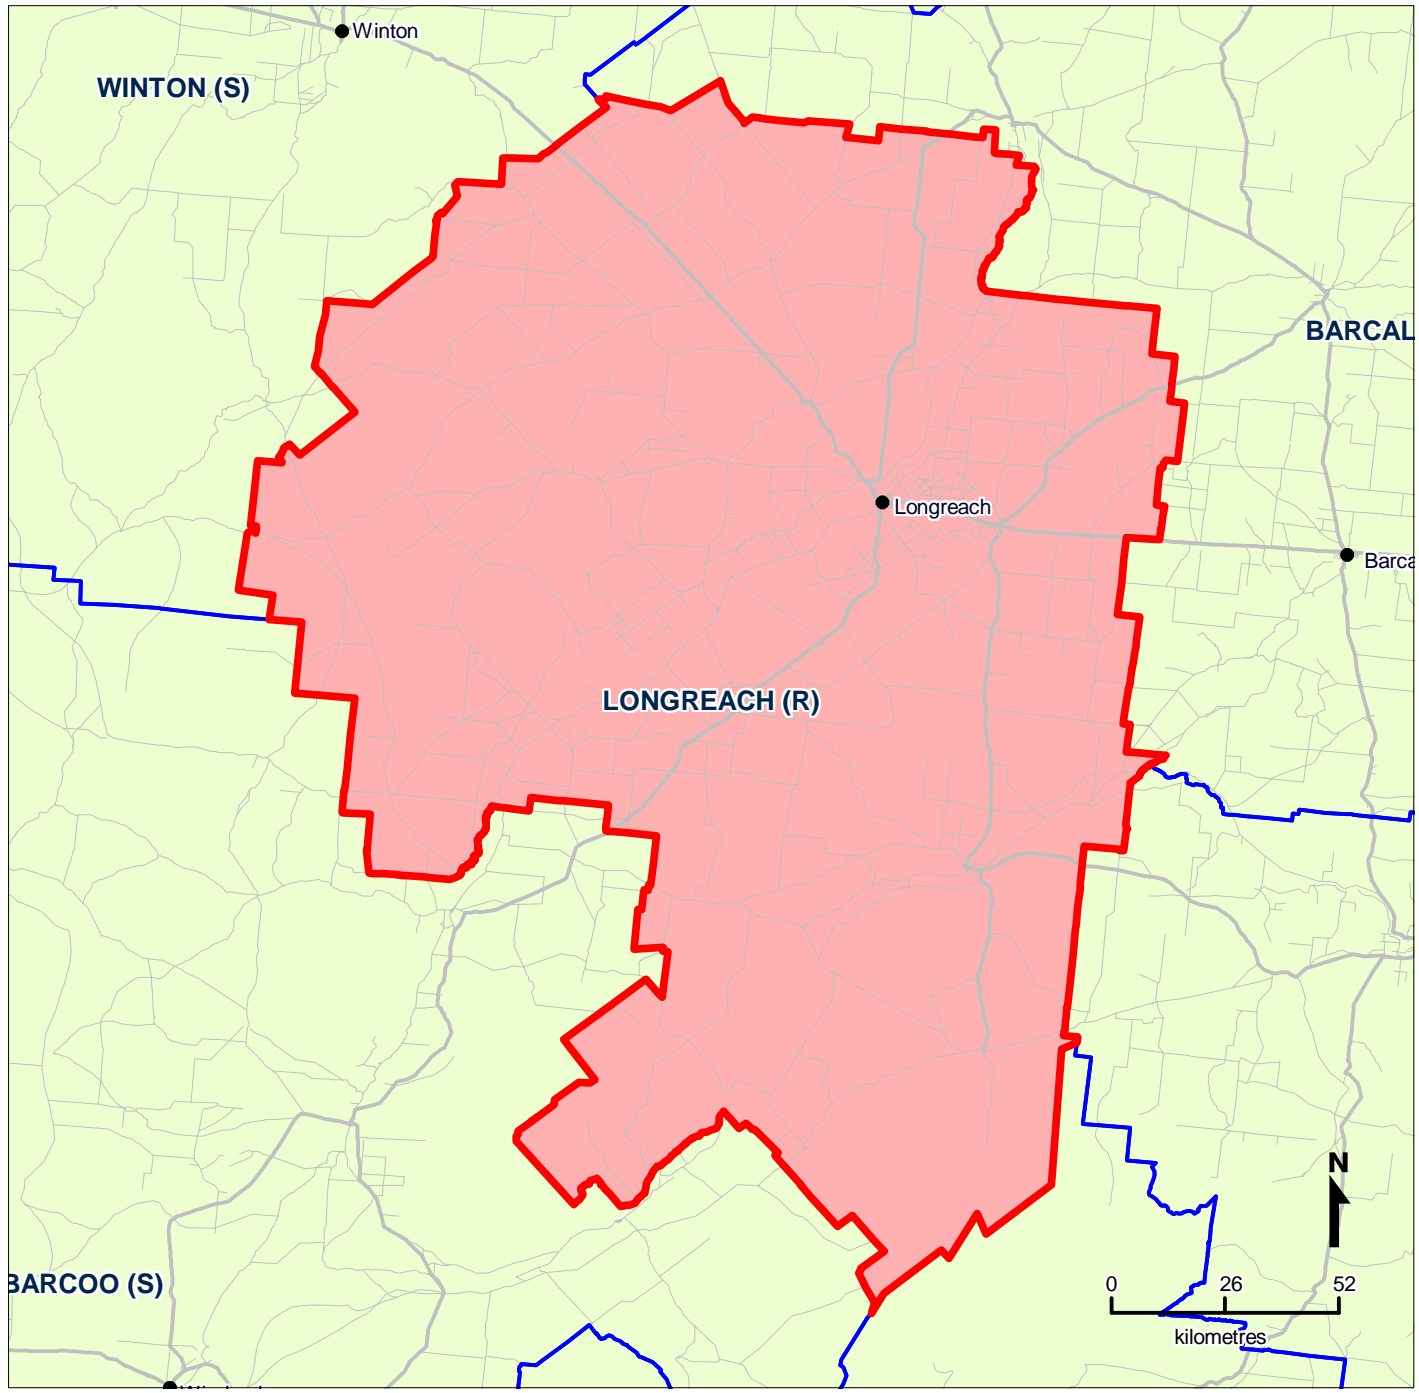 Winton
WINTON (S)
BARCAL
Longreach
Barca
LONGREACH (R)
N
BARCOO (S)
0 26 52
kilometres